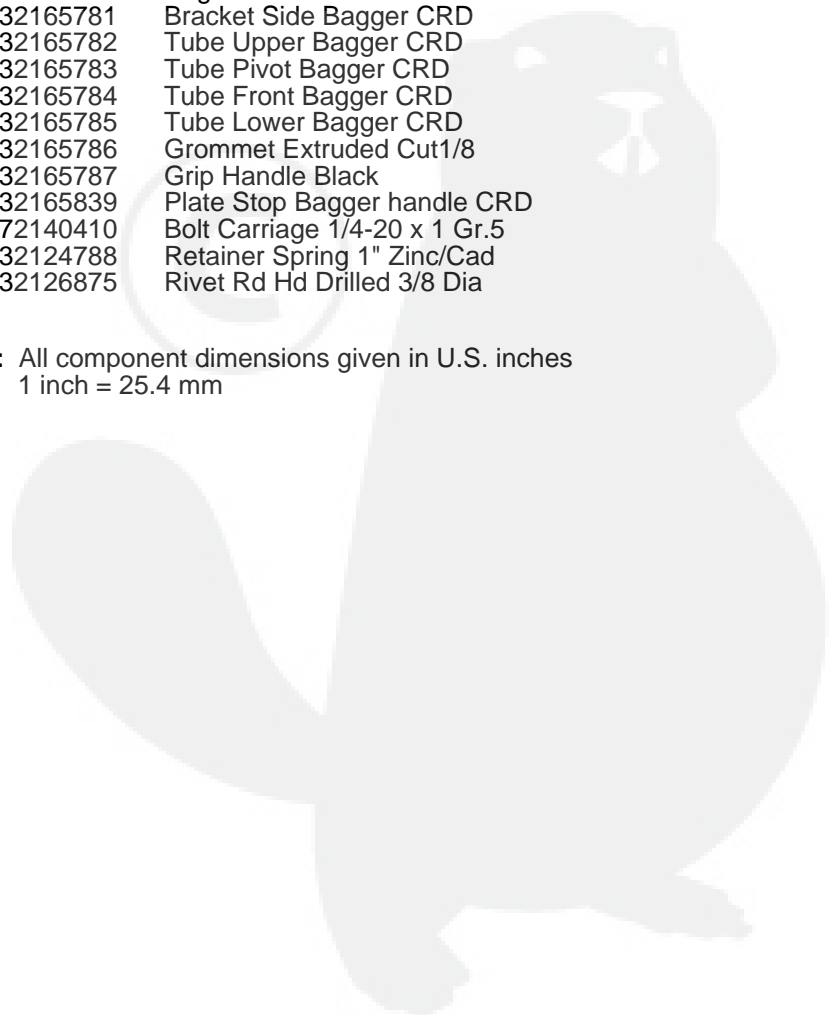 32165781 Bracket Side Bagger CRD
32165782 Tube Upper Bagger CRD
32165783 Tube Pivot Bagger CRD
32165784 Tube Front Bagger CRD
32165785 Tube Lower Bagger CRD
32165786 Grommet Extruded Cut1/8
32165787 Grip Handle Black
32165839 Plate Stop Bagger handle CRD
72140410 Bolt Carriage 1/4-20 x 1 Gr.5
32124788 Retainer Spring 1" Zinc/Cad
32126875 Rivet Rd Hd Drilled 3/8 Dia
: All component dimensions given in U.S. inches
1 inch = 25.4 mm
©